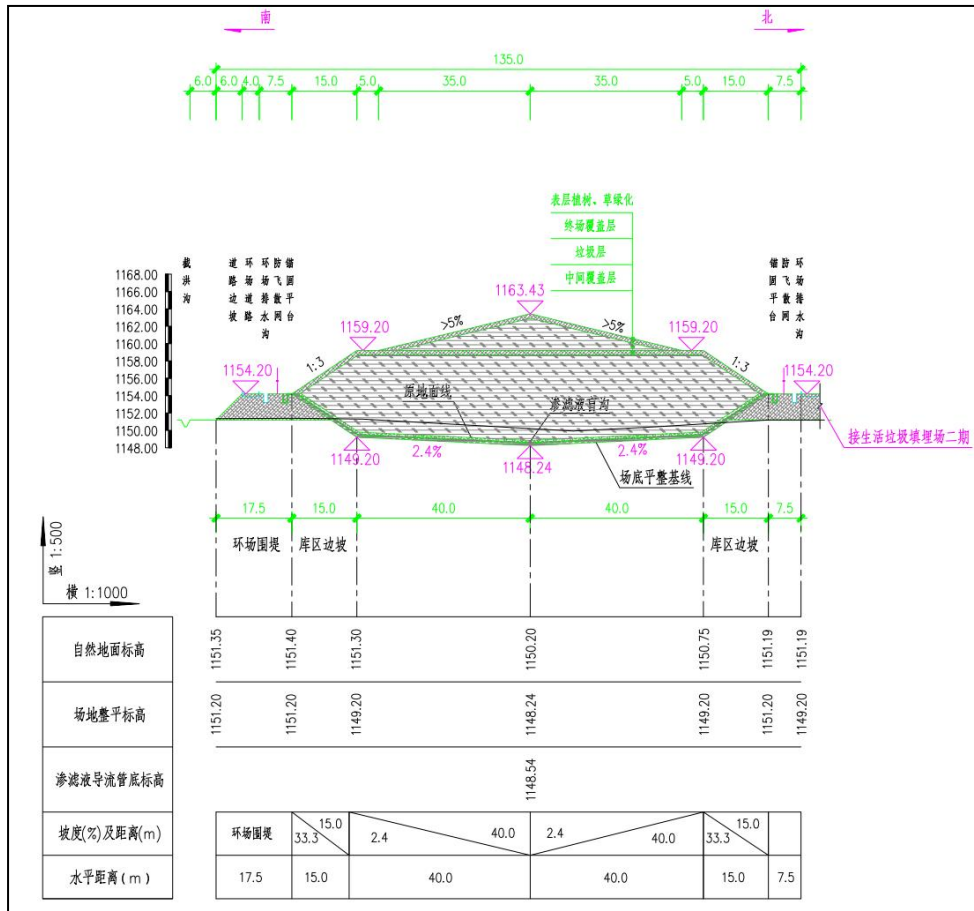 南
北
135.0
6.0 6.0 4.0 7.5 15.0 5.0 35.0 35.0 5.0 15.0 7.5
表层植树、草绿化
终场覆盖层
垃圾层
中间覆盖层
截洪沟
道路边坡
环场道路
环场排水沟
防飞散网
锚固平台
锚固平台
防飞散网
环场排水沟
1168.00
1166.00
1164.00
1162.00
1160.00
1158.00
1156.00
1154.00
1152.00
1150.00
1148.00
1163.43
1159.20
1159.20
>5%
>5%
1:3
1:3
1154.20
1154.20
原地面线
渗滤液盲沟
1149.20
2.4%
1148.24
2.4%
1149.20
场底平整基线
接生活垃圾填埋场二期
17.5 15.0 40.0 40.0 15.0 7.5
环场围堤 库区边坡 库区边坡
竖 1:500
横 1:1000
自然地面标高 1151.35 1151.40 1151.30 1150.20 1150.75 1151.19 1151.19
场地整平标高 1151.20 1151.20 1149.20 1148.24 1149.20 1151.20 1149.20
渗滤液导流管底标高 1148.54
坡度(%)及距离(m) 环场围堤 33.3 15.0 2.4 40.0 2.4 40.0 33.3 15.0
水平距离(m) 17.5 15.0 40.0 40.0 15.0 7.5